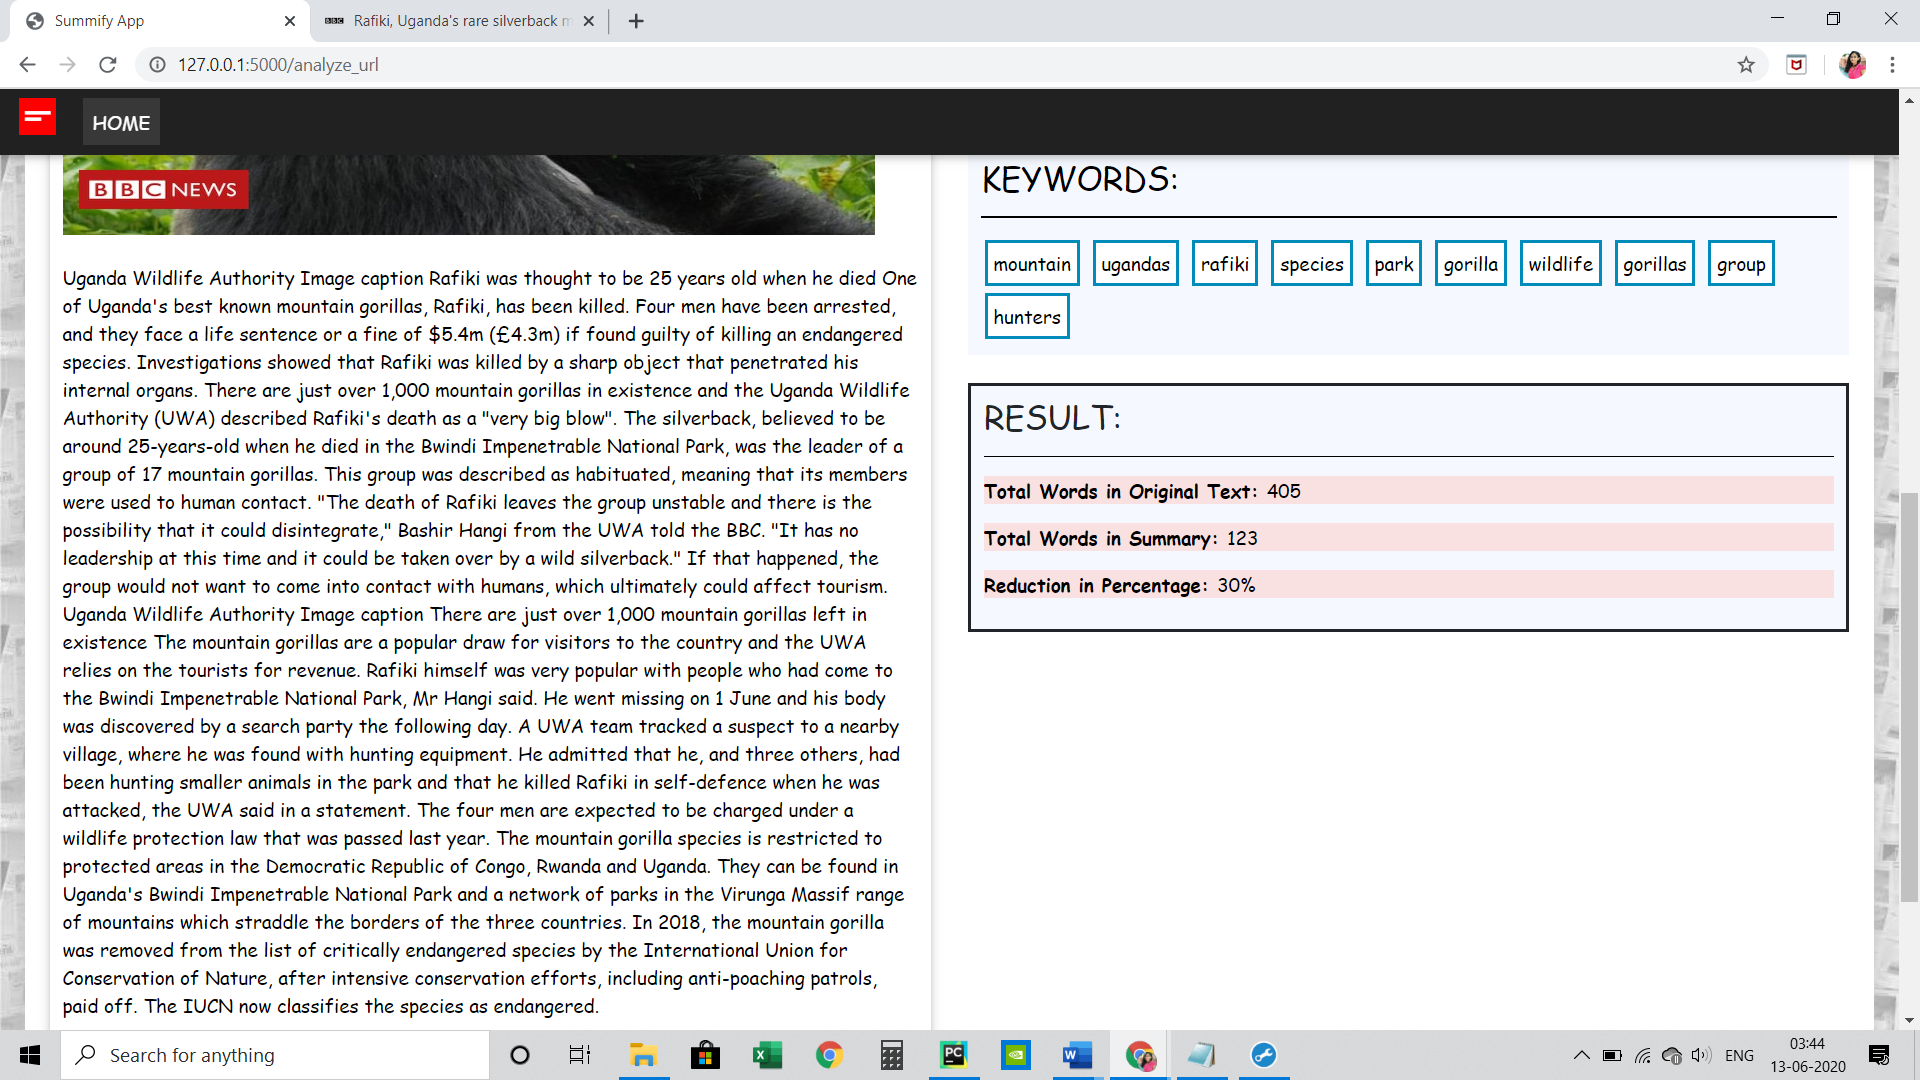 Summify App
BBC Rafiki, Uganda's rare silverback m
127.0.0.1:5000/analyze_url
HOME
BBC NEWS
Uganda Wildlife Authority Image caption Rafiki was thought to be 25 years old when he died One
of Uganda's best known mountain gorillas, Rafiki, has been killed. Four men have been arrested,
and they face a life sentence or a fine of $5.4m (£4.3m) if found guilty of killing an endangered
species. Investigations showed that Rafiki was killed by a sharp object that penetrated his
internal organs. There are just over 1,000 mountain gorillas in existence and the Uganda Wildlife
Authority (UWA) described Rafiki's death as a "very big blow". The silverback, believed to be
around 25-years-old when he died in the Bwindi Impenetrable National Park, was the leader of a
group of 17 mountain gorillas. This group was described as habituated, meaning that its members
were used to human contact. "The death of Rafiki leaves the group unstable and there is the
possibility that it could disintegrate," Bashir Hangi from the UWA told the BBC. "It has no
leadership at this time and it could be taken over by a wild silverback." If that happened, the
group would not want to come into contact with humans, which ultimately could affect tourism.
Uganda Wildlife Authority Image caption There are just over 1,000 mountain gorillas left in
existence The mountain gorillas are a popular draw for visitors to the country and the UWA
relies on the tourists for revenue. Rafiki himself was very popular with people who had come to
the Bwindi Impenetrable National Park, Mr Hangi said. He went missing on 1 June and his body
was discovered by a search party the following day. A UWA team tracked a suspect to a nearby
village, where he was found with hunting equipment. He admitted that he, and three others, had
been hunting smaller animals in the park and that he killed Rafiki in self-defence when he was
attacked, the UWA said in a statement. The four men are expected to be charged under a
wildlife protection law that was passed last year. The mountain gorilla species is restricted to
protected areas in the Democratic Republic of Congo, Rwanda and Uganda. They can be found in
Uganda's Bwindi Impenetrable National Park and a network of parks in the Virunga Massif range
of mountains which straddle the borders of the three countries. In 2018, the mountain gorilla
was removed from the list of critically endangered species by the International Union for
Conservation of Nature, after intensive conservation efforts, including anti-poaching patrols,
paid off. The IUCN now classifies the species as endangered.
KEYWORDS:
mountain ugandas rafiki species park gorilla wildlife gorillas group
hunters
RESULT:
Total Words in Original Text: 405
Total Words in Summary: 123
Reduction in Percentage: 30%
Search for anything
ENG
03:44
13-06-2020